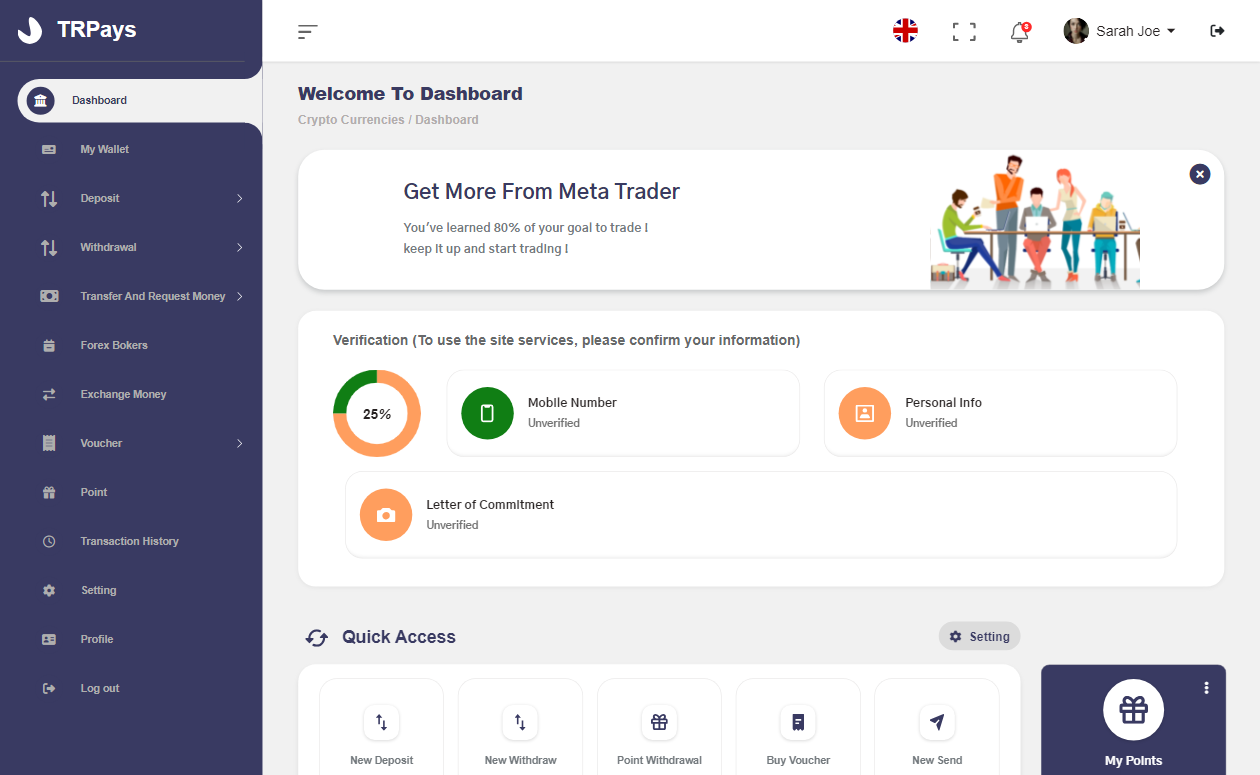 TRPays
3
Sarah Joe
Dashboard
My Wallet
Deposit
Withdrawal
Transfer And Request Money
Forex Bokers
Exchange Money
Voucher
Point
Transaction History
Setting
Profile
Log out
Welcome To Dashboard
Crypto Currencies / Dashboard
Get More From Meta Trader
You've learned 80% of your goal to trade !
keep it up and start trading !
Verification (To use the site services, please confirm your information)
25%
Mobile Number
Unverified
Personal Info
Unverified
Letter of Commitment
Unverified
Quick Access
Setting
New Deposit
New Withdraw
Point Withdrawal
Buy Voucher
New Send
My Points